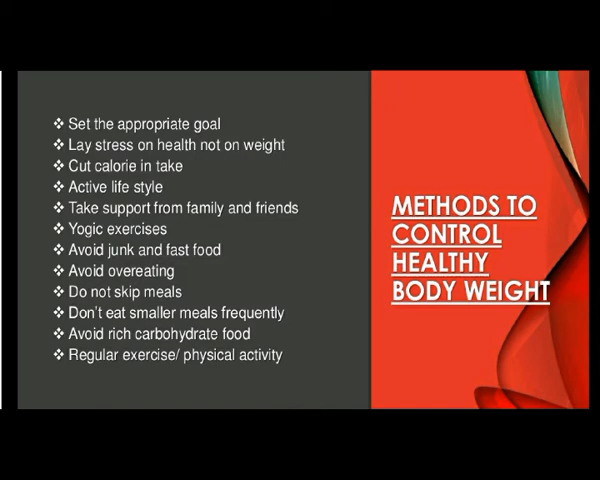 ❖ Set the appropriate goal
❖ Lay stress on health not on weight
❖ Cut calorie in take
❖ Active life style
❖ Take support from family and friends
❖ Yogic exercises
❖ Avoid junk and fast food
❖ Avoid overeating
❖ Do not skip meals
❖ Don't eat smaller meals frequently
❖ Avoid rich carbohydrate food
❖ Regular exercise/ physical activity
METHODS TO
CONTROL
HEALTHY
BODY WEIGHT